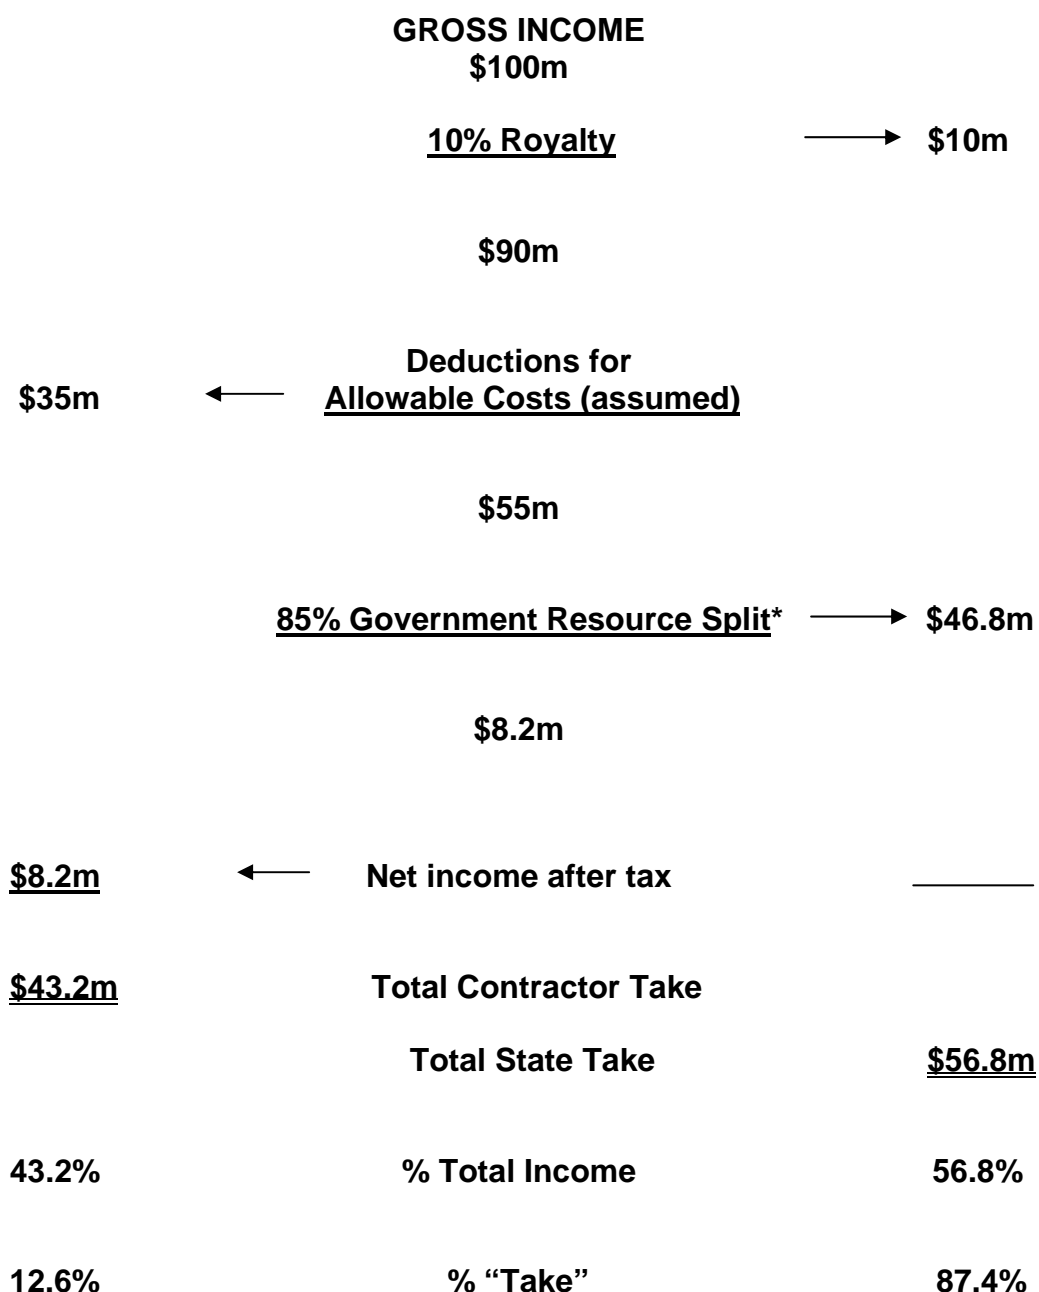 GROSS INCOME
$100m
10% Royalty $10m
$90m
Deductions for
$35m Allowable Costs (assumed)
$55m
85% Government Resource Split* $46.8m
$8.2m
$8.2m Net income after tax
$43.2m Total Contractor Take
Total State Take $56.8m
43.2% % Total Income 56.8%
12.6% % “Take” 87.4%